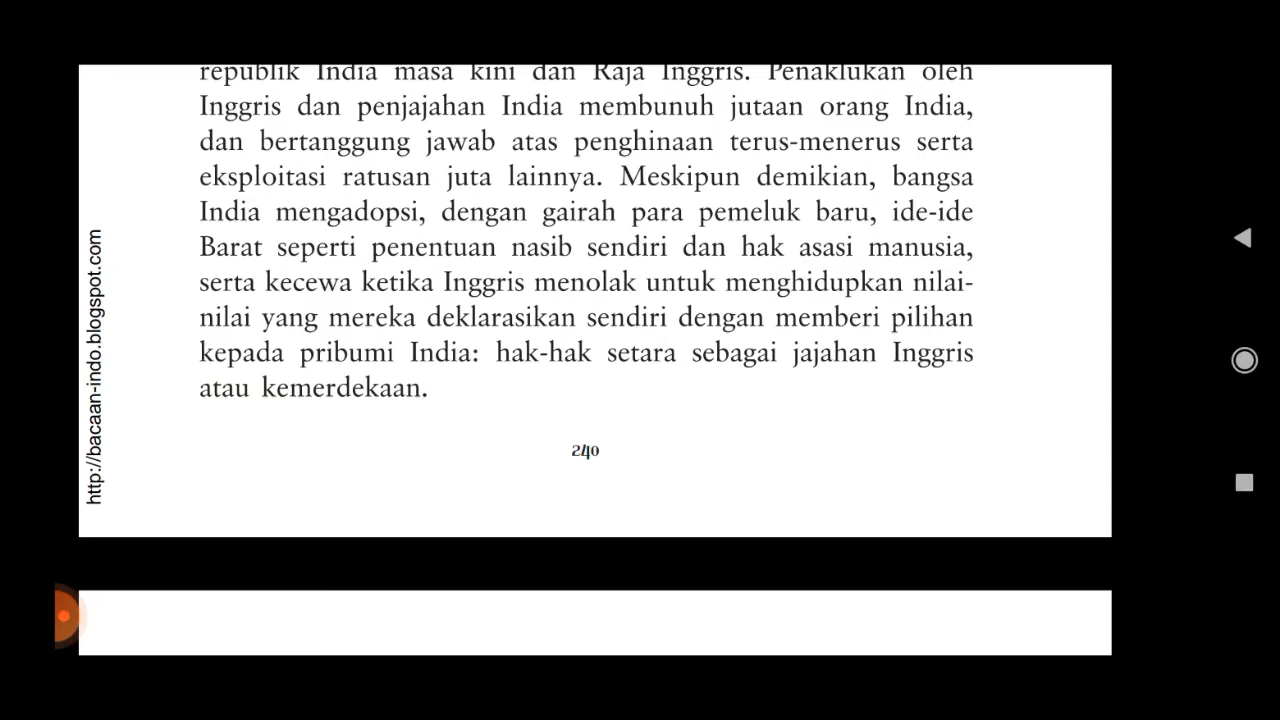 republik India masa kini dan Raja Inggris. Penaklukan oleh
Inggris dan penjajahan India membunuh jutaan orang India,
dan bertanggung jawab atas penghinaan terus-menerus serta
eksploitasi ratusan juta lainnya. Meskipun demikian, bangsa
India mengadopsi, dengan gairah para pemeluk baru, ide-ide
Barat seperti penentuan nasib sendiri dan hak asasi manusia,
serta kecewa ketika Inggris menolak untuk menghidupkan nilai-
nilai yang mereka deklarasikan sendiri dengan memberi pilihan
kepada pribumi India: hak-hak setara sebagai jajahan Inggris
atau kemerdekaan.
240
http://bacaan-indo.blogspot.com